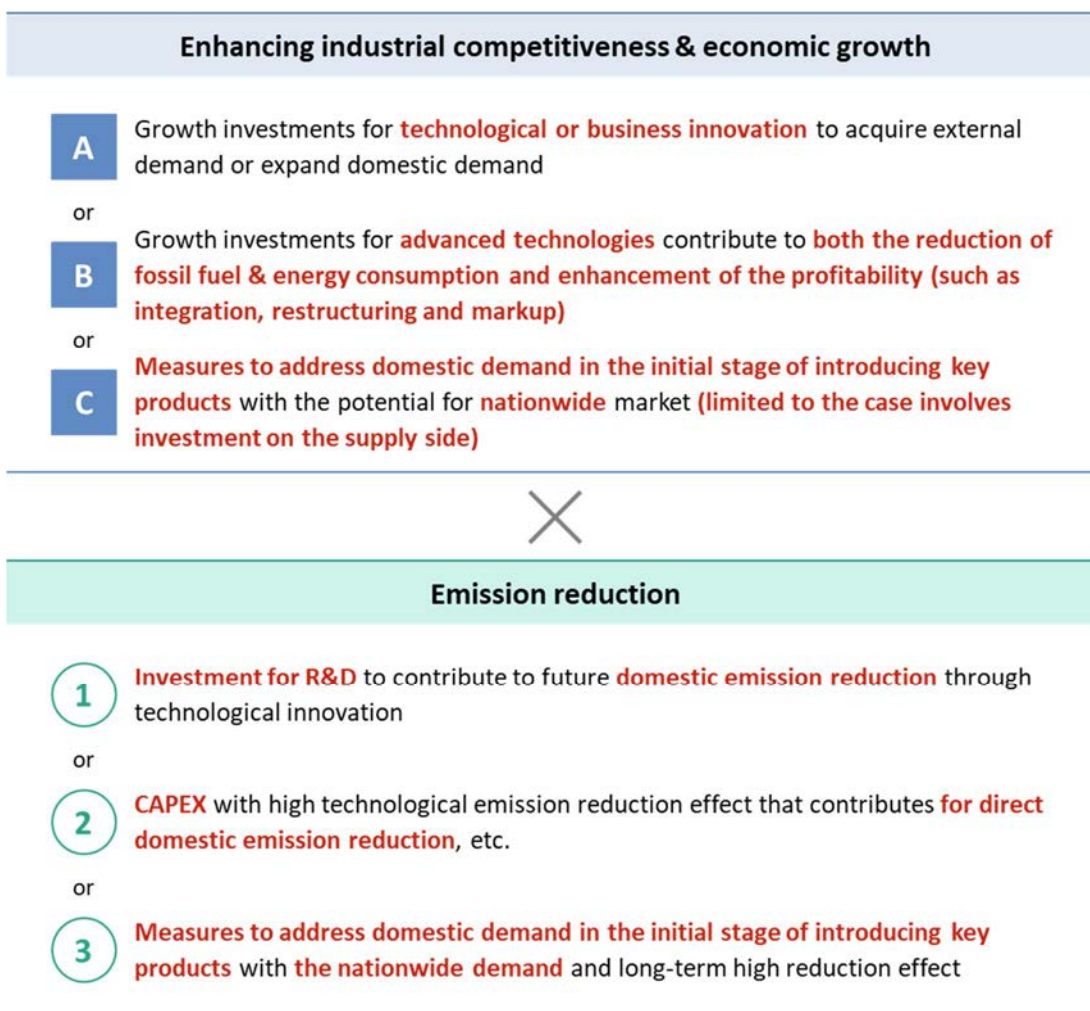 Enhancing industrial competitiveness & economic growth
A
Growth investments for technological or business innovation to acquire external
demand or expand domestic demand
or
B
Growth investments for advanced technologies contribute to both the reduction of
fossil fuel & energy consumption and enhancement of the profitability (such as
integration, restructuring and markup)
or
C
Measures to address domestic demand in the initial stage of introducing key
products with the potential for nationwide market (limited to the case involves
investment on the supply side)
Emission reduction
1
Investment for R&D to contribute to future domestic emission reduction through
technological innovation
or
2
CAPEX with high technological emission reduction effect that contributes for direct
domestic emission reduction, etc.
or
3
Measures to address domestic demand in the initial stage of introducing key
products with the nationwide demand and long-term high reduction effect